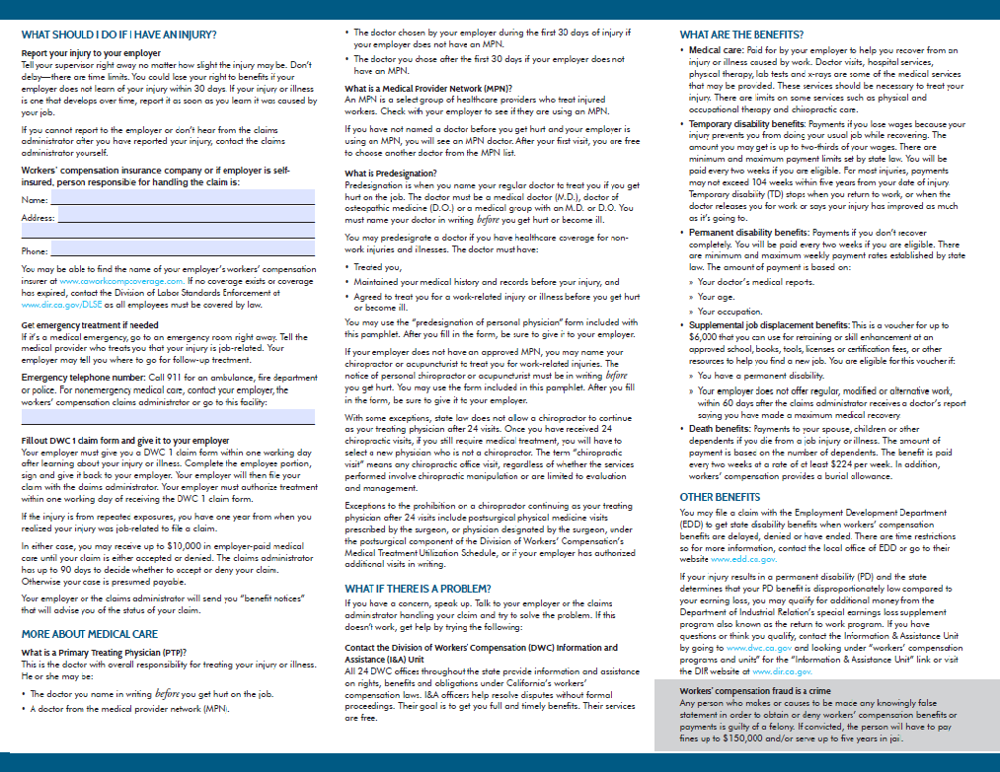 WHAT SHOULD I DO IF I HAVE AN INJURY?
Report your injury to your employer
Tell your supervisor right away no matter how slight the injury may be. Don't
delay—there are time limits. You could lose your right to benefits if your
employer does not learn of your injury within 30 days. If your injury or illness
is one that develops over time, report it as soon as you learn it was caused by
your job.
If you cannot report to the employer or don't hear from the claims
administrator after you have reported your injury, contact the claims
administrator yourself.
Workers' compensation insurance company or if employer is self-
insured, person responsible for handling the claim is:
Name:
Address:
Phone:
You may be able to find the name of your employer's workers' compensation
insurer at www.caworkcompcoverage.com. If no coverage exists or coverage
has expired, contact the Division of Labor Standards Enforcement at
www.dir.ca.gov/DLSE as all employees must be covered by law.
Get emergency treatment if needed
If it's a medical emergency, go to an emergency room right away. Tell the
medical provider who treats you that your injury is job-related. Your
employer may tell you where to go for follow-up treatment.
Emergency telephone number: Call 911 for an ambulance, fire department
or police. For nonemergency medical care, contact your employer, the
workers' compensation claims administrator or go to this facility:
Fill out DWC 1 claim form and give it to your employer
Your employer must give you a DWC 1 claim form within one working day
after learning about your injury or illness. Complete the employee portion,
sign and give it back to your employer. Your employer will then file your
claim with the claims administrator. Your employer must authorize treatment
within one working day of receiving the DWC 1 claim form.
If the injury is from repeated exposures, you have one year from when you
realized your injury was job-related to file a claim.
In either case, you may receive up to $10,000 in employer-paid medical
care until your claim is either accepted or denied. The claims administrator
has up to 90 days to decide whether to accept or deny your claim.
Otherwise your case is presumed payable.
Your employer or the claims administrator will send you "benefit notices"
that will advise you of the status of your claim.
MORE ABOUT MEDICAL CARE
What is a Primary Treating Physician (PTP)?
This is the doctor with overall responsibility for treating your injury or illness.
He or she may be:
• The doctor you name in writing before you get hurt on the job.
• A doctor from the medical provider network (MPN).
• The doctor chosen by your employer during the first 30 days of injury if
your employer does not have an MPN.
• The doctor you chose after the first 30 days if your employer does not
have an MPN.
What is a Medical Provider Network (MPN)?
An MPN is a select group of healthcare providers who treat injured
workers. Check with your employer to see if they are using an MPN.
If you have not named a doctor before you get hurt and your employer is
using an MPN, you will see an MPN doctor. After your first visit, you are free
to choose another doctor from the MPN list.
What is Predesignation?
Predesignation is when you name your regular doctor to treat you if you get
hurt on the job. The doctor must be a medical doctor (M.D.), doctor of
osteopathic medicine (D.O.) or a medical group with an M.D. or D.O. You
must name your doctor in writing before you get hurt or become ill.
You may predesignate a doctor if you have healthcare coverage for non-
work injuries and illnesses. The doctor must have:
• Treated you,
• Maintained your medical history and records before your injury, and
• Agreed to treat you for a work-related injury or illness before you get hurt
or become ill.
You may use the "predesignation of personal physician" form included with
this pamphlet. After you fill in the form, be sure to give it to your employer.
If your employer does not have an approved MPN, you may name your
chiropractor or acupuncturist to treat you for work-related injuries. The
notice of personal chiropractor or acupuncturist must be in writing before
you get hurt. You may use the form included in this pamphlet. After you fill
in the form, be sure to give it to your employer.
With some exceptions, state law does not allow a chiropractor to continue
as your treating physician after 24 visits. Once you have received 24
chiropractic visits, if you still require medical treatment, you will have to
select a new physician who is not a chiropractor. The term "chiropractic
visit" means any chiropractic office visit, regardless of whether the services
performed involve chiropractic manipulation or are limited to evaluation
and management.
Exceptions to the prohibition on a chiropractor continuing as your treating
physician after 24 visits include postsurgical physical medicine visits
prescribed by the surgeon, or physician designated by the surgeon, under
the postsurgical component of the Division of Workers' Compensation's
Medical Treatment Utilization Schedule, or if your employer has authorized
additional visits in writing.
WHAT IF THERE IS A PROBLEM?
If you have a concern, speak up. Talk to your employer or the claims
administrator handling your claim and try to solve the problem. If this
doesn't work, get help by trying the following:
Contact the Division of Workers' Compensation (DWC) Information and
Assistance (I&A) Unit
All 24 DWC offices throughout the state provide information and assistance
on rights, benefits and obligations under California's workers'
compensation laws. I&A officers help resolve disputes without formal
proceedings. Their goal is to get you full and timely benefits. Their services
are free.
WHAT ARE THE BENEFITS?
• Medical care: Paid for by your employer to help you recover from an
injury or illness caused by work. Doctor visits, hospital services,
physical therapy, lab tests and x-rays are some of the medical services
that may be provided. These services should be necessary to treat your
injury. There are limits on some services such as physical and
occupational therapy and chiropractic care.
• Temporary disability benefits: Payments if you lose wages because your
injury prevents you from doing your usual job while recovering. The
amount you may get is up to two-thirds of your wages. There are
minimum and maximum payment limits set by state law. You will be
paid every two weeks if you are eligible. For most injuries, payments
may not exceed 104 weeks within five years from your date of injury.
Temporary disability (TD) stops when you return to work, or when the
doctor releases you for work or says your injury has improved as much
as it's going to.
• Permanent disability benefits: Payments if you don't recover
completely. You will be paid every two weeks if you are eligible. There
are minimum and maximum weekly payment rates established by state
law. The amount of payment is based on:
» Your doctor's medical reports.
» Your age.
» Your occupation.
• Supplemental job displacement benefits: This is a voucher for up to
$6,000 that you can use for retraining or skill enhancement at an
approved school, books, tools, licenses or certification fees, or other
resources to help you find a new job. You are eligible for this voucher if:
» You have a permanent disability.
» Your employer does not offer regular, modified or alternative work,
within 60 days after the claims administrator receives a doctor's report
saying you have made a maximum medical recovery
• Death benefits: Payments to your spouse, children or other
dependents if you die from a job injury or illness. The amount of
payment is based on the number of dependents. The benefit is paid
every two weeks at a rate of at least $224 per week. In addition,
workers' compensation provides a burial allowance.
OTHER BENEFITS
You may file a claim with the Employment Development Department
(EDD) to get state disability benefits when workers' compensation
benefits are delayed, denied or have ended. There are time restrictions
so for more information, contact the local office of EDD or go to their
website www.edd.ca.gov.
If your injury results in a permanent disability (PD) and the state
determines that your PD benefit is disproportionately low compared to
your earning loss, you may qualify for additional money from the
Department of Industrial Relation's special earnings loss supplement
program also known as the return to work program. If you have
questions or think you qualify, contact the Information & Assistance Unit
by going to www.dwc.ca.gov and looking under "workers' compensation
programs and units" for the "Information & Assistance Unit" link or visit
the DIR website at www.dir.ca.gov.
Workers' compensation fraud is a crime
Any person who makes or causes to be made any knowingly false
statement in order to obtain or deny workers' compensation benefits or
payments is guilty of a felony. If convicted, the person will have to pay
fines up to $150,000 and/or serve up to five years in jail.